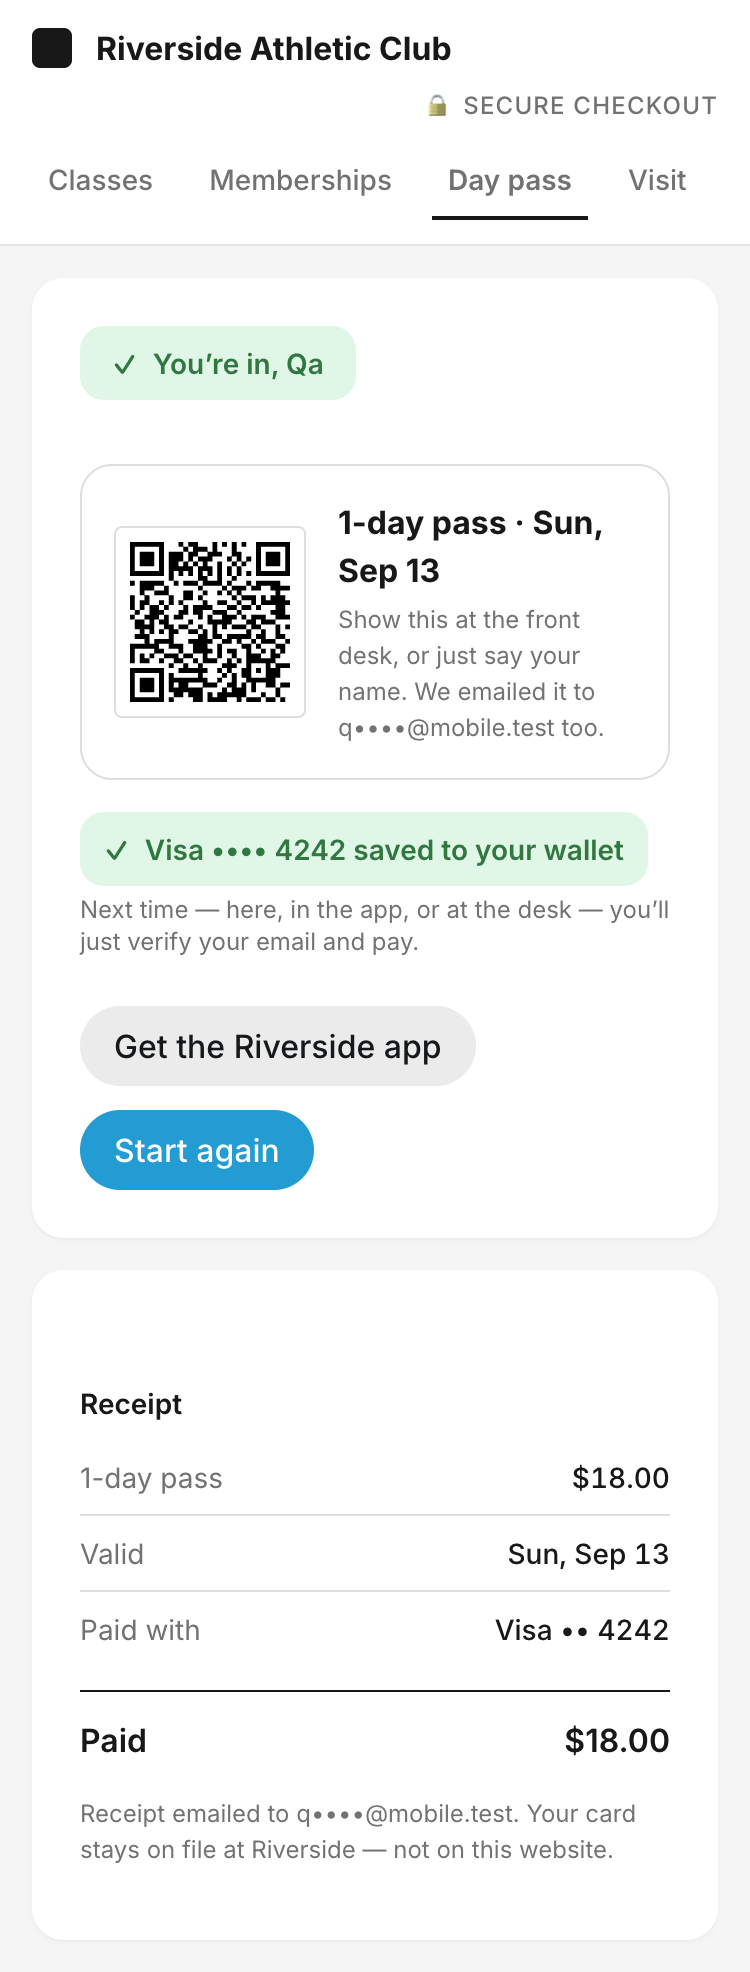 Riverside Athletic Club
🔒 SECURE CHECKOUT
Classes Memberships Day pass Visit
✓ You’re in, Qa
1-day pass · Sun,
Sep 13
Show this at the front
desk, or just say your
name. We emailed it to
q••••@mobile.test too.
✓ Visa •••• 4242 saved to your wallet
Next time — here, in the app, or at the desk — you’ll
just verify your email and pay.
Get the Riverside app
Start again
Receipt
1-day pass $18.00
Valid Sun, Sep 13
Paid with Visa •• 4242
Paid $18.00
Receipt emailed to q••••@mobile.test. Your card
stays on file at Riverside — not on this website.